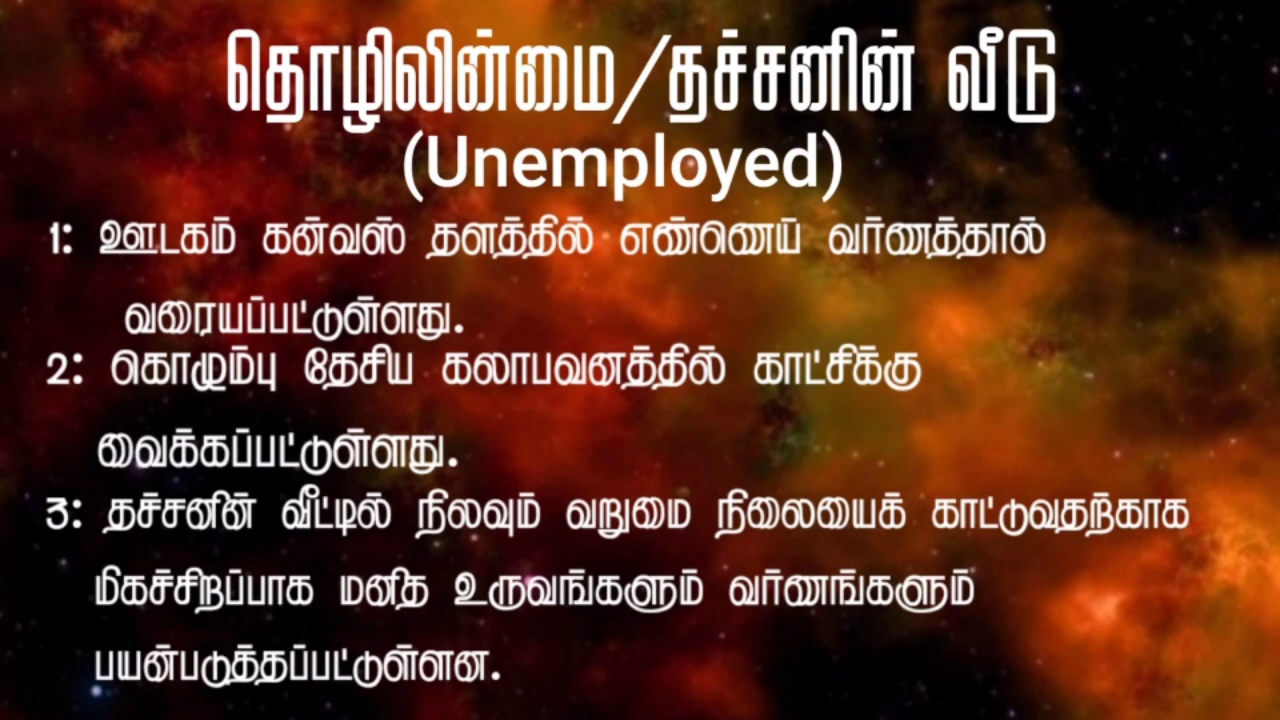 தொழிலின்மை/தச்சனின் வீடு
(Unemployed)
1: ஊடகம் கன்வஸ் தளத்தில் எண்ணெய் வர்ணத்தால்
வரையப்பட்டுள்ளது.
2: கொழும்பு தேசிய கலாபவனத்தில் காட்சிக்கு
வைக்கப்பட்டுள்ளது.
3: தச்சனின் வீட்டில் நிலவும் வறுமை நிலையைக் காட்டுவதற்காக
மிகச்சிறப்பாக மனித உருவங்களும் வர்ணங்களும்
பயன்படுத்தப்பட்டுள்ளன.